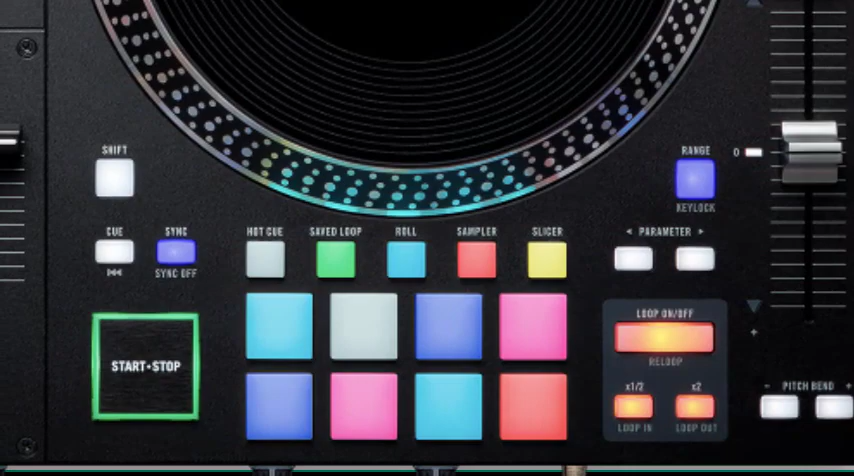 SHIFT
RANGE
0
KEYLOCK
CUE
SYNC
HOT CUE
SAVED LOOP
ROLL
SAMPLER
SLICER
◄ PARAMETER ►
SYNC OFF
LOOP ON/OFF
+
RELOOP
START•STOP
x1/2
x2
- PITCH BEND +
LOOP IN
LOOP OUT